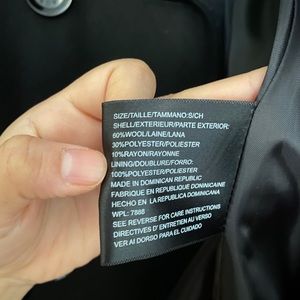 SIZE/TAILLE/TAMMANO:S/CH
SHELL/EXTERIEUR/PARTE EXTERIOR:
60%WOOL/LAINE/LANA
30%POLYESTER/POLIESTER
10%RAYON/RAYONNE
LINING/DOUBLURE/FORRO:
100%POLYESTER/POLIESTER
MADE IN DOMINICAN REPUBLIC
FABRIQUE EN REPUBLIQUE DOMINICAINE
HECHO EN LA REPUBLICA DOMINICANA
WPL: 7888
SEE REVERSE FOR CARE INSTRUCTIONS
DIRECTIVES D' ENTRETIEN AU VERSO
VER AL DORSO PARA EL CUIDADO